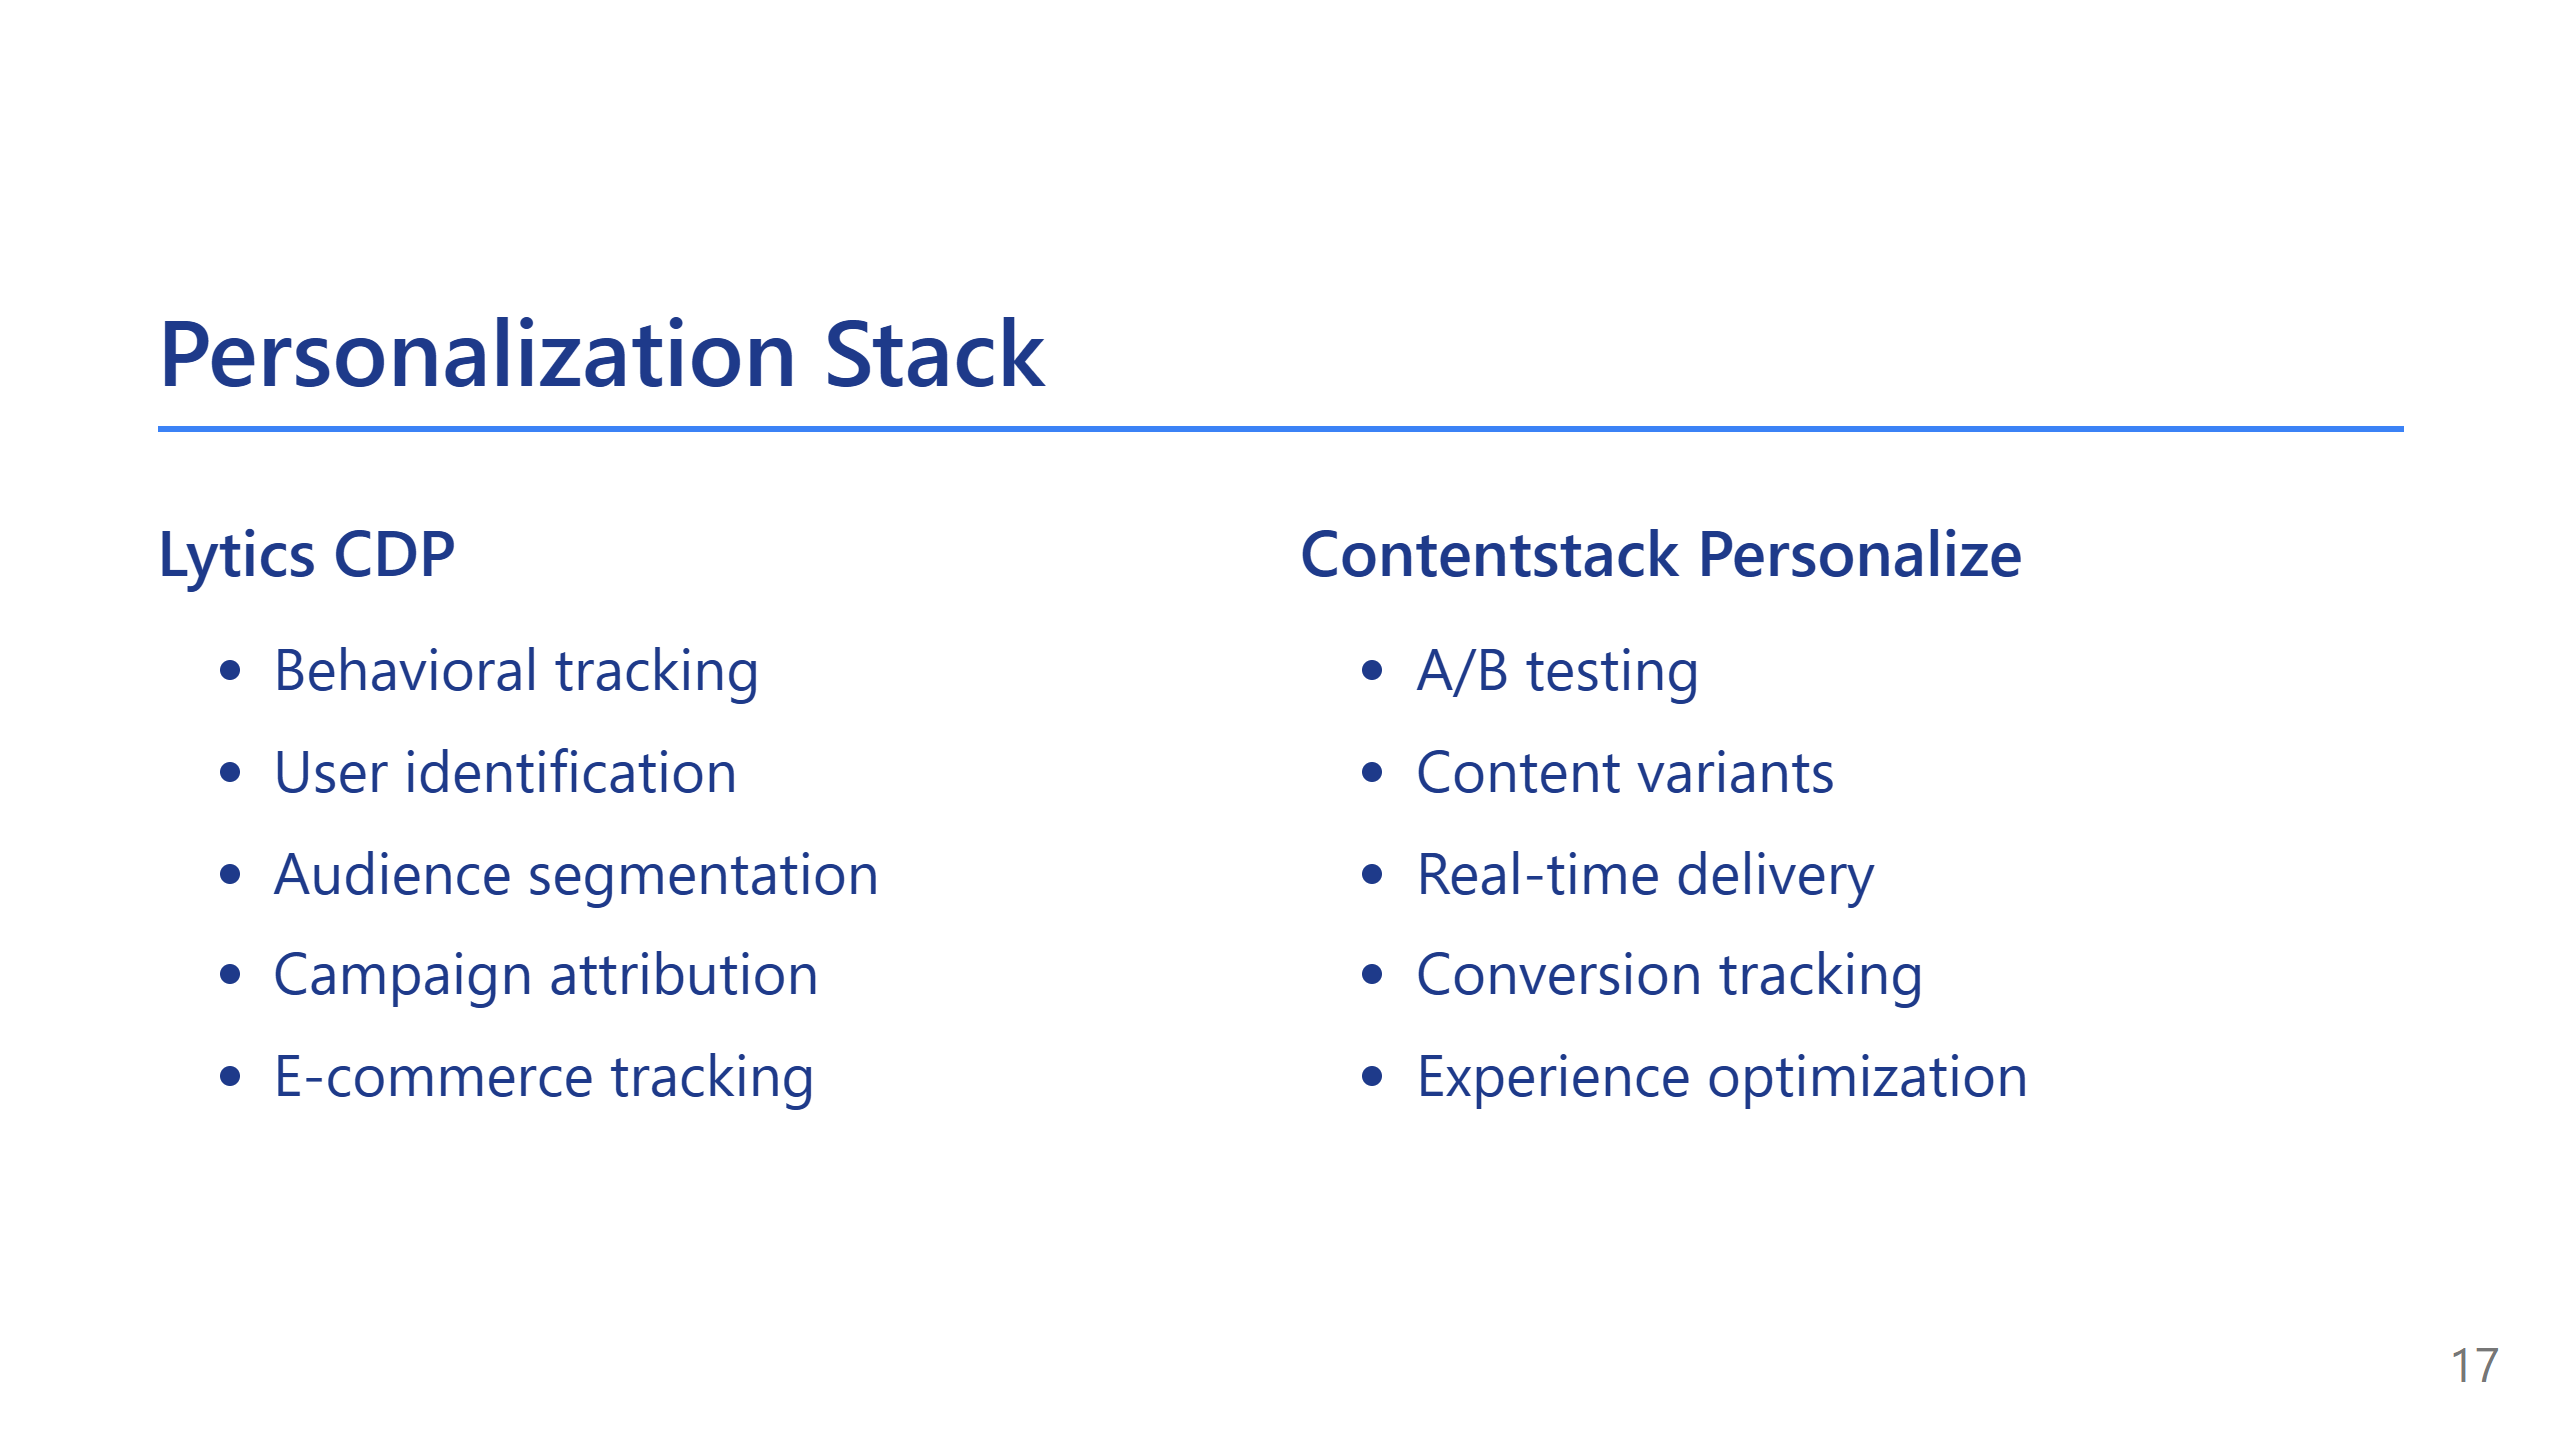 Personalization Stack
Lytics CDP
Behavioral tracking
User identification
Audience segmentation
Campaign attribution
E-commerce tracking
Contentstack Personalize
A/B testing
Content variants
Real-time delivery
Conversion tracking
Experience optimization
17